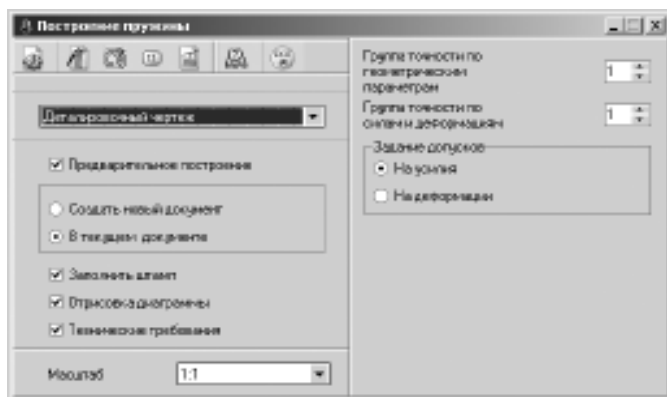 Построение пружины
Деталировочный чертеж
Предварительное построение
Создать новый документ
В текущем документе
Заполнить штамп
Отрисовка диаграммы
Технические требования
Масштаб
1:1
Группа точности по
геометрическим
параметрам
1
Группа точности по
силам и деформациям
1
Задание допусков
На усилия
На деформации